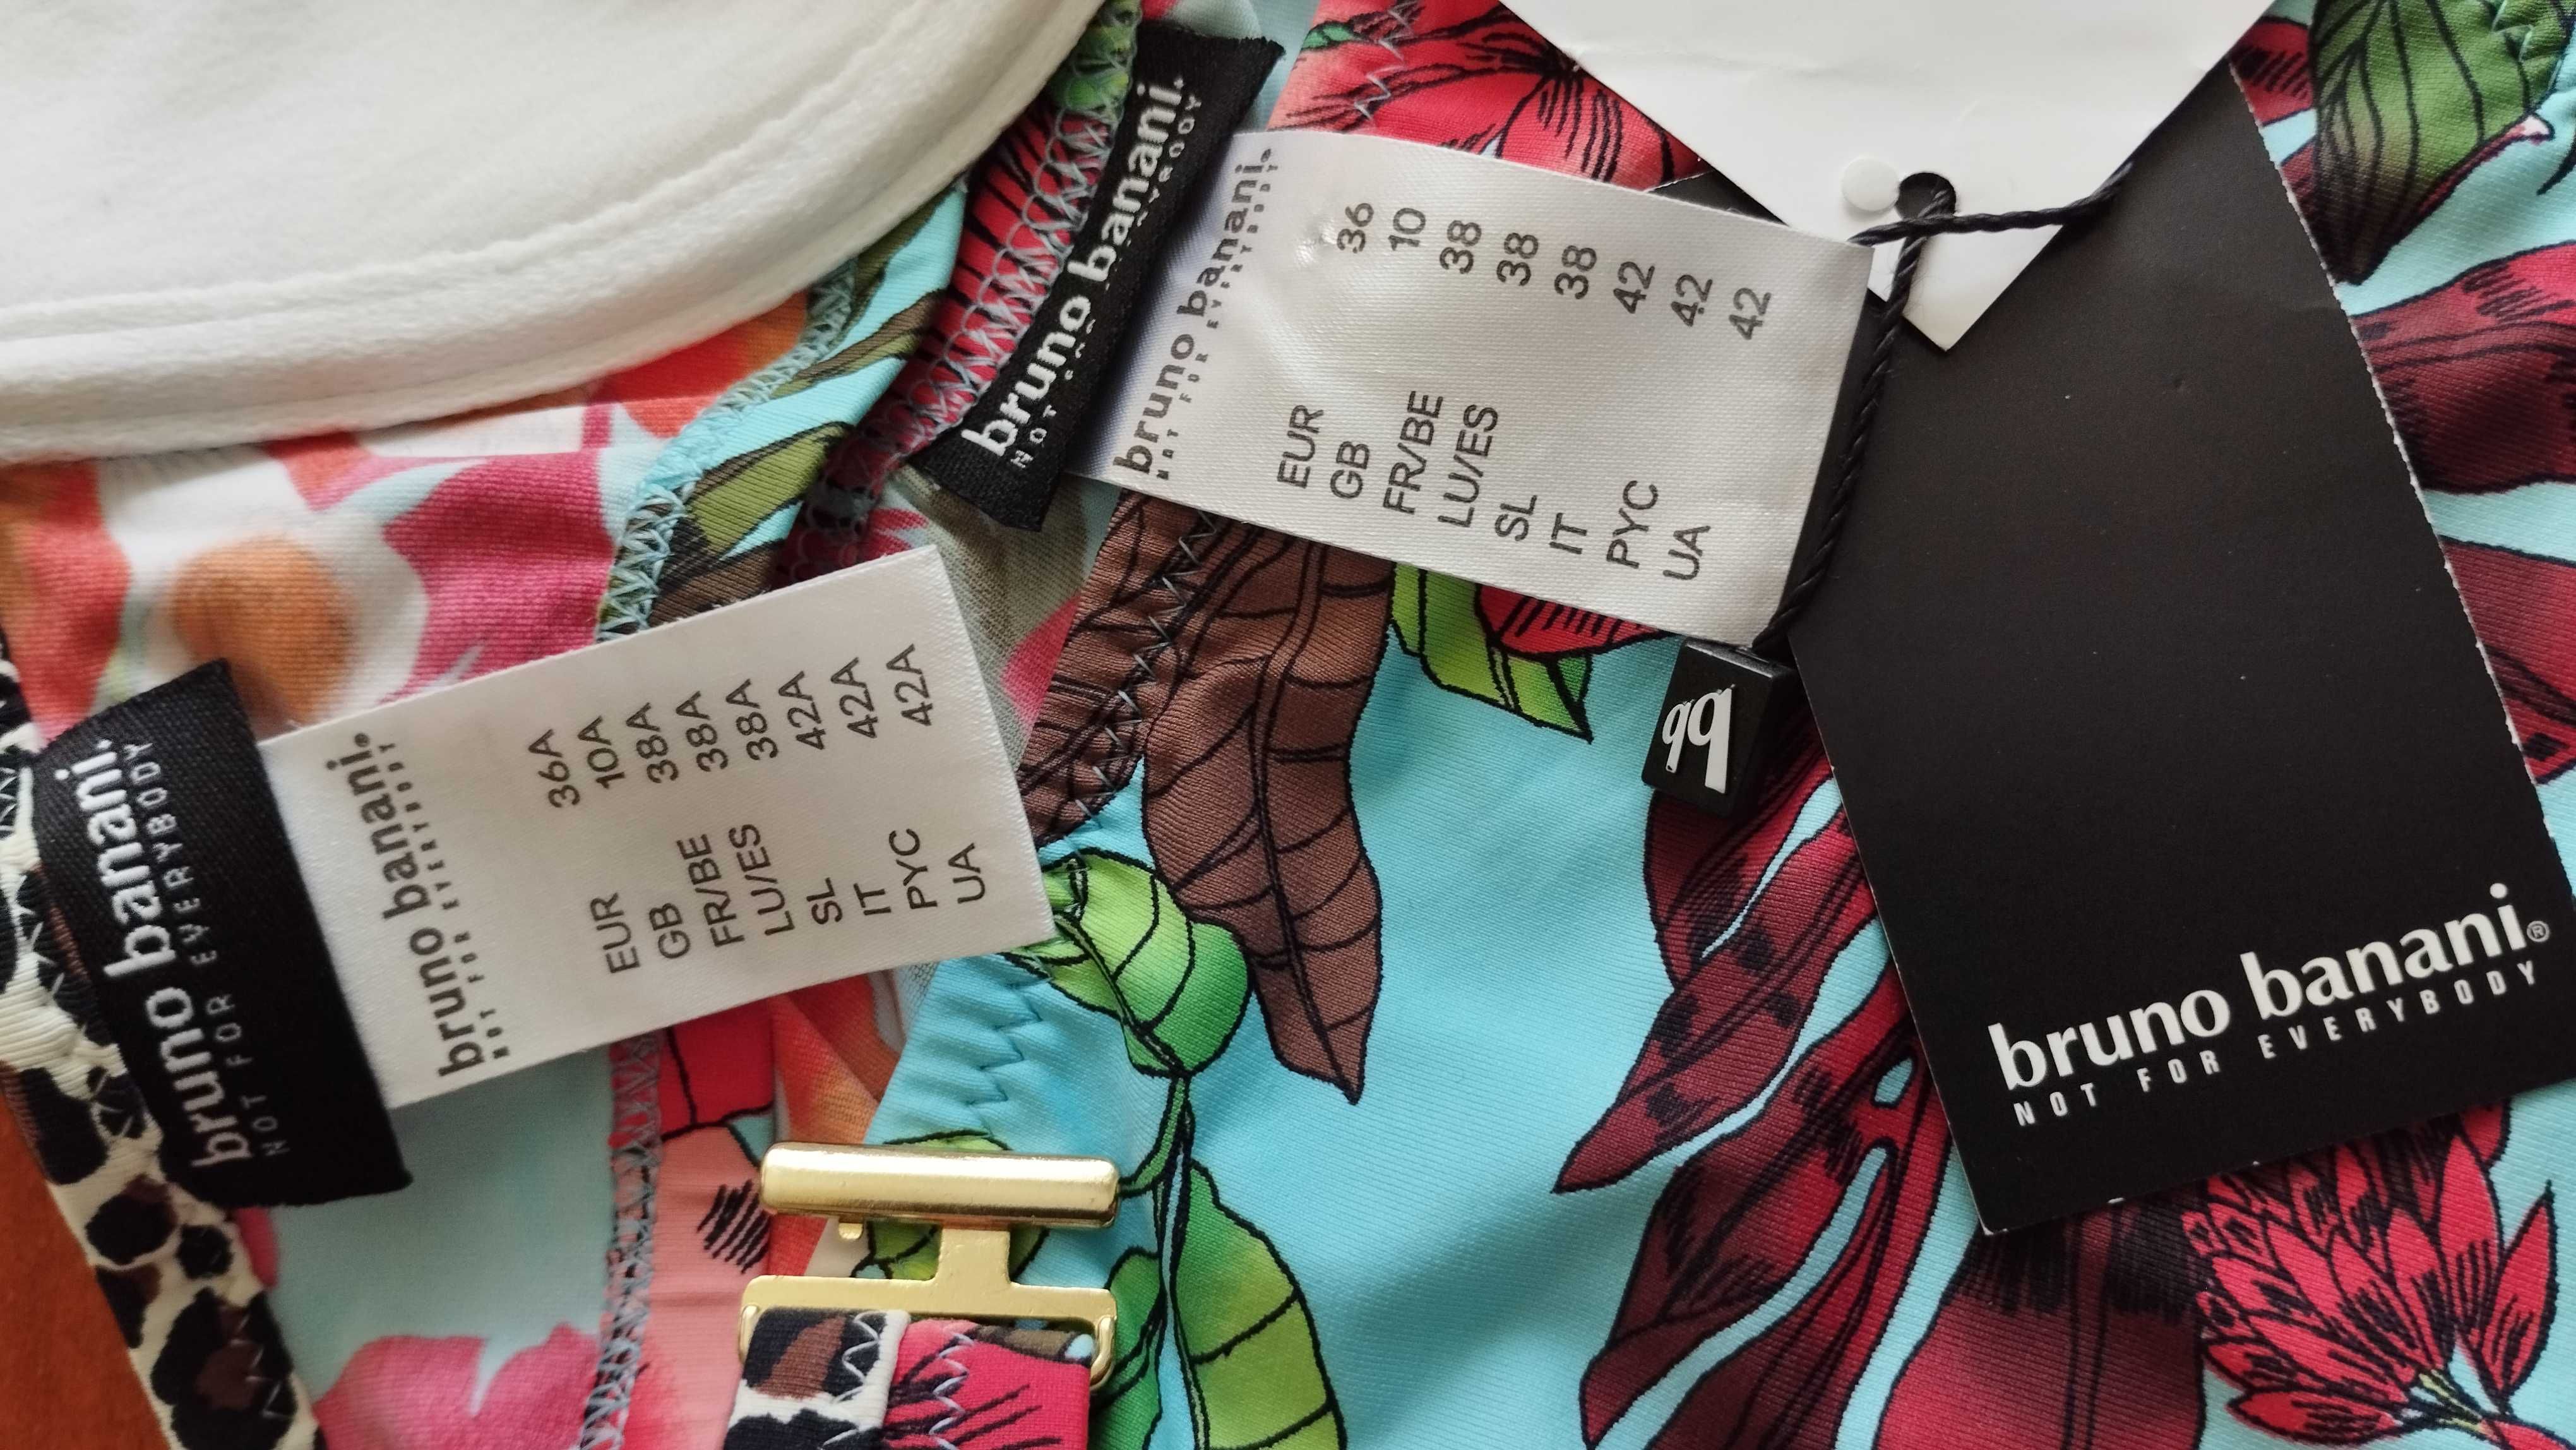 bruno banani.
NOT FOR EVERYBODY
bruno banani.
NOT FOR EVERYBODY
EUR 36
GB 10
FR/BE 38
LU/ES 38
SL 38
IT 42
PYC 42
UA 42
bruno banani.
NOT FOR EVERYBODY
bruno banani.
NOT FOR EVERYBODY
EUR 36A
GB 10A
FR/BE 38A
LU/ES 38A
SL 38A
IT 42A
PYC 42A
UA 42A
bb
bruno banani®
NOT FOR EVERYBODY